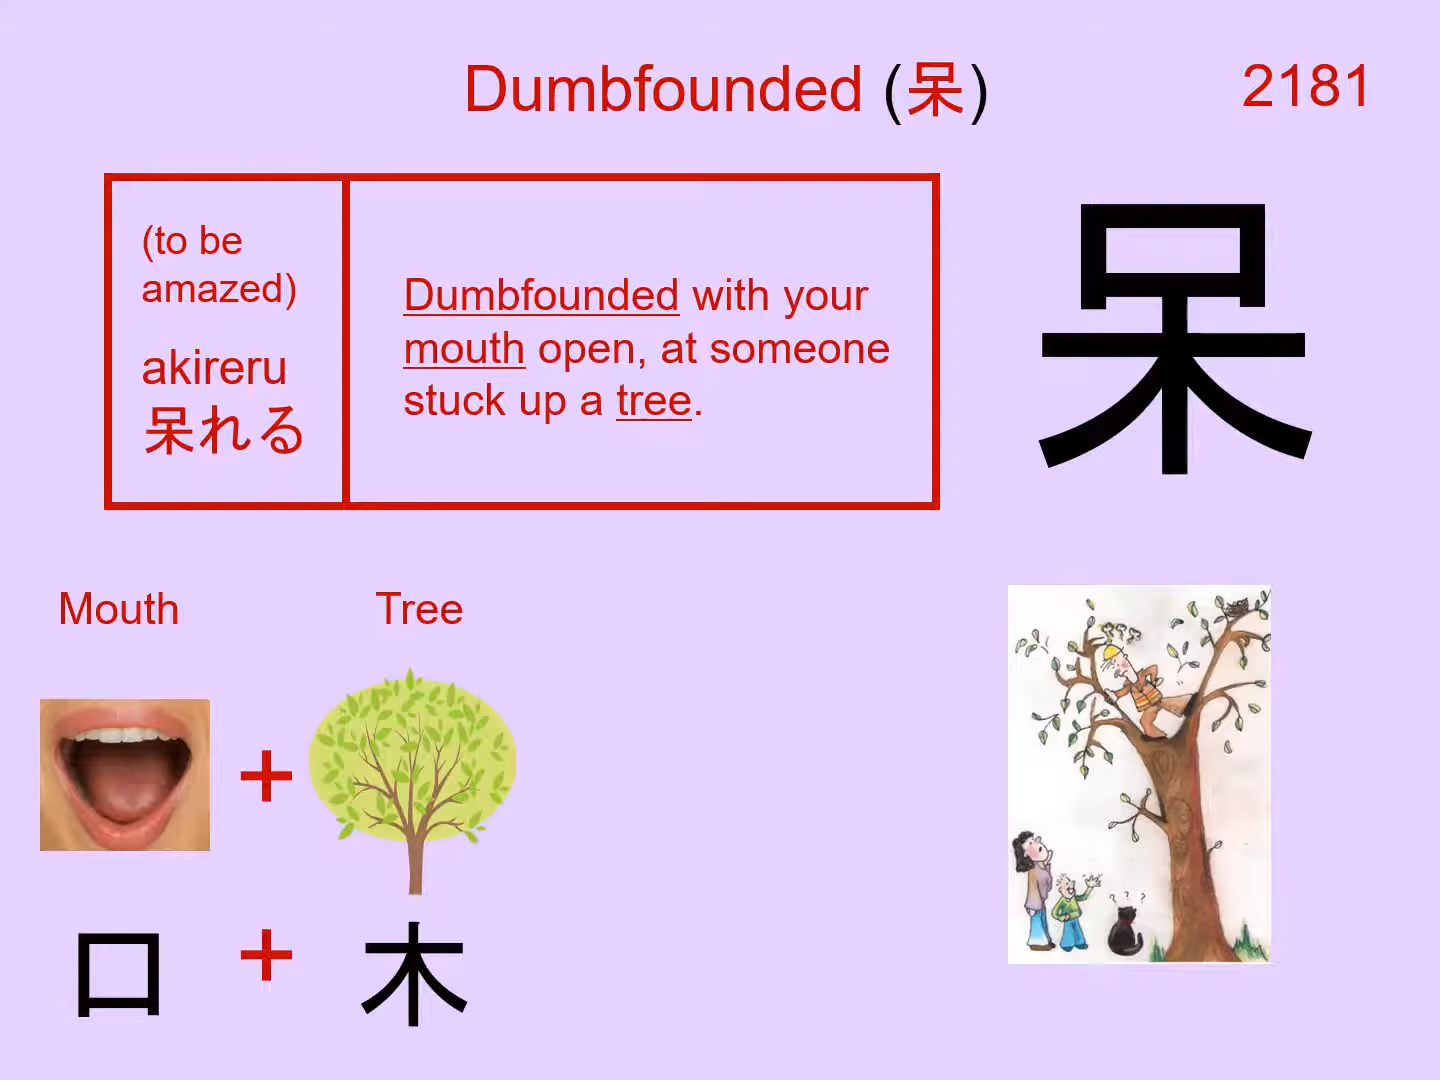 Dumbfounded (呆)
2181
(to be
amazed)
akireru
呆れる
Dumbfounded with your
mouth open, at someone
stuck up a tree.
呆
Mouth
Tree
+
口 + 木
? ? ?